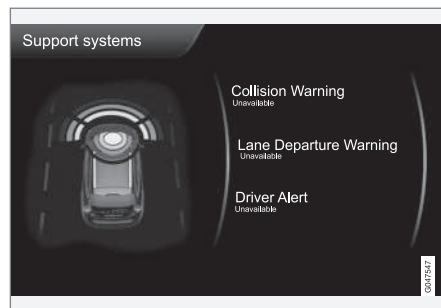 Support systems
Collision Warning
Unavailable
Lane Departure Warning
Unavailable
Driver Alert
Unavailable
G047547